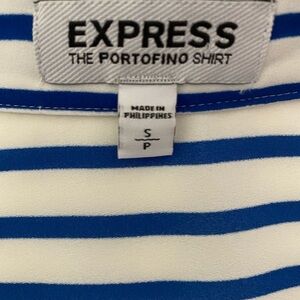 EXPRESS
THE PORTOFINO SHIRT
MADE IN
PHILIPPINES
S
P